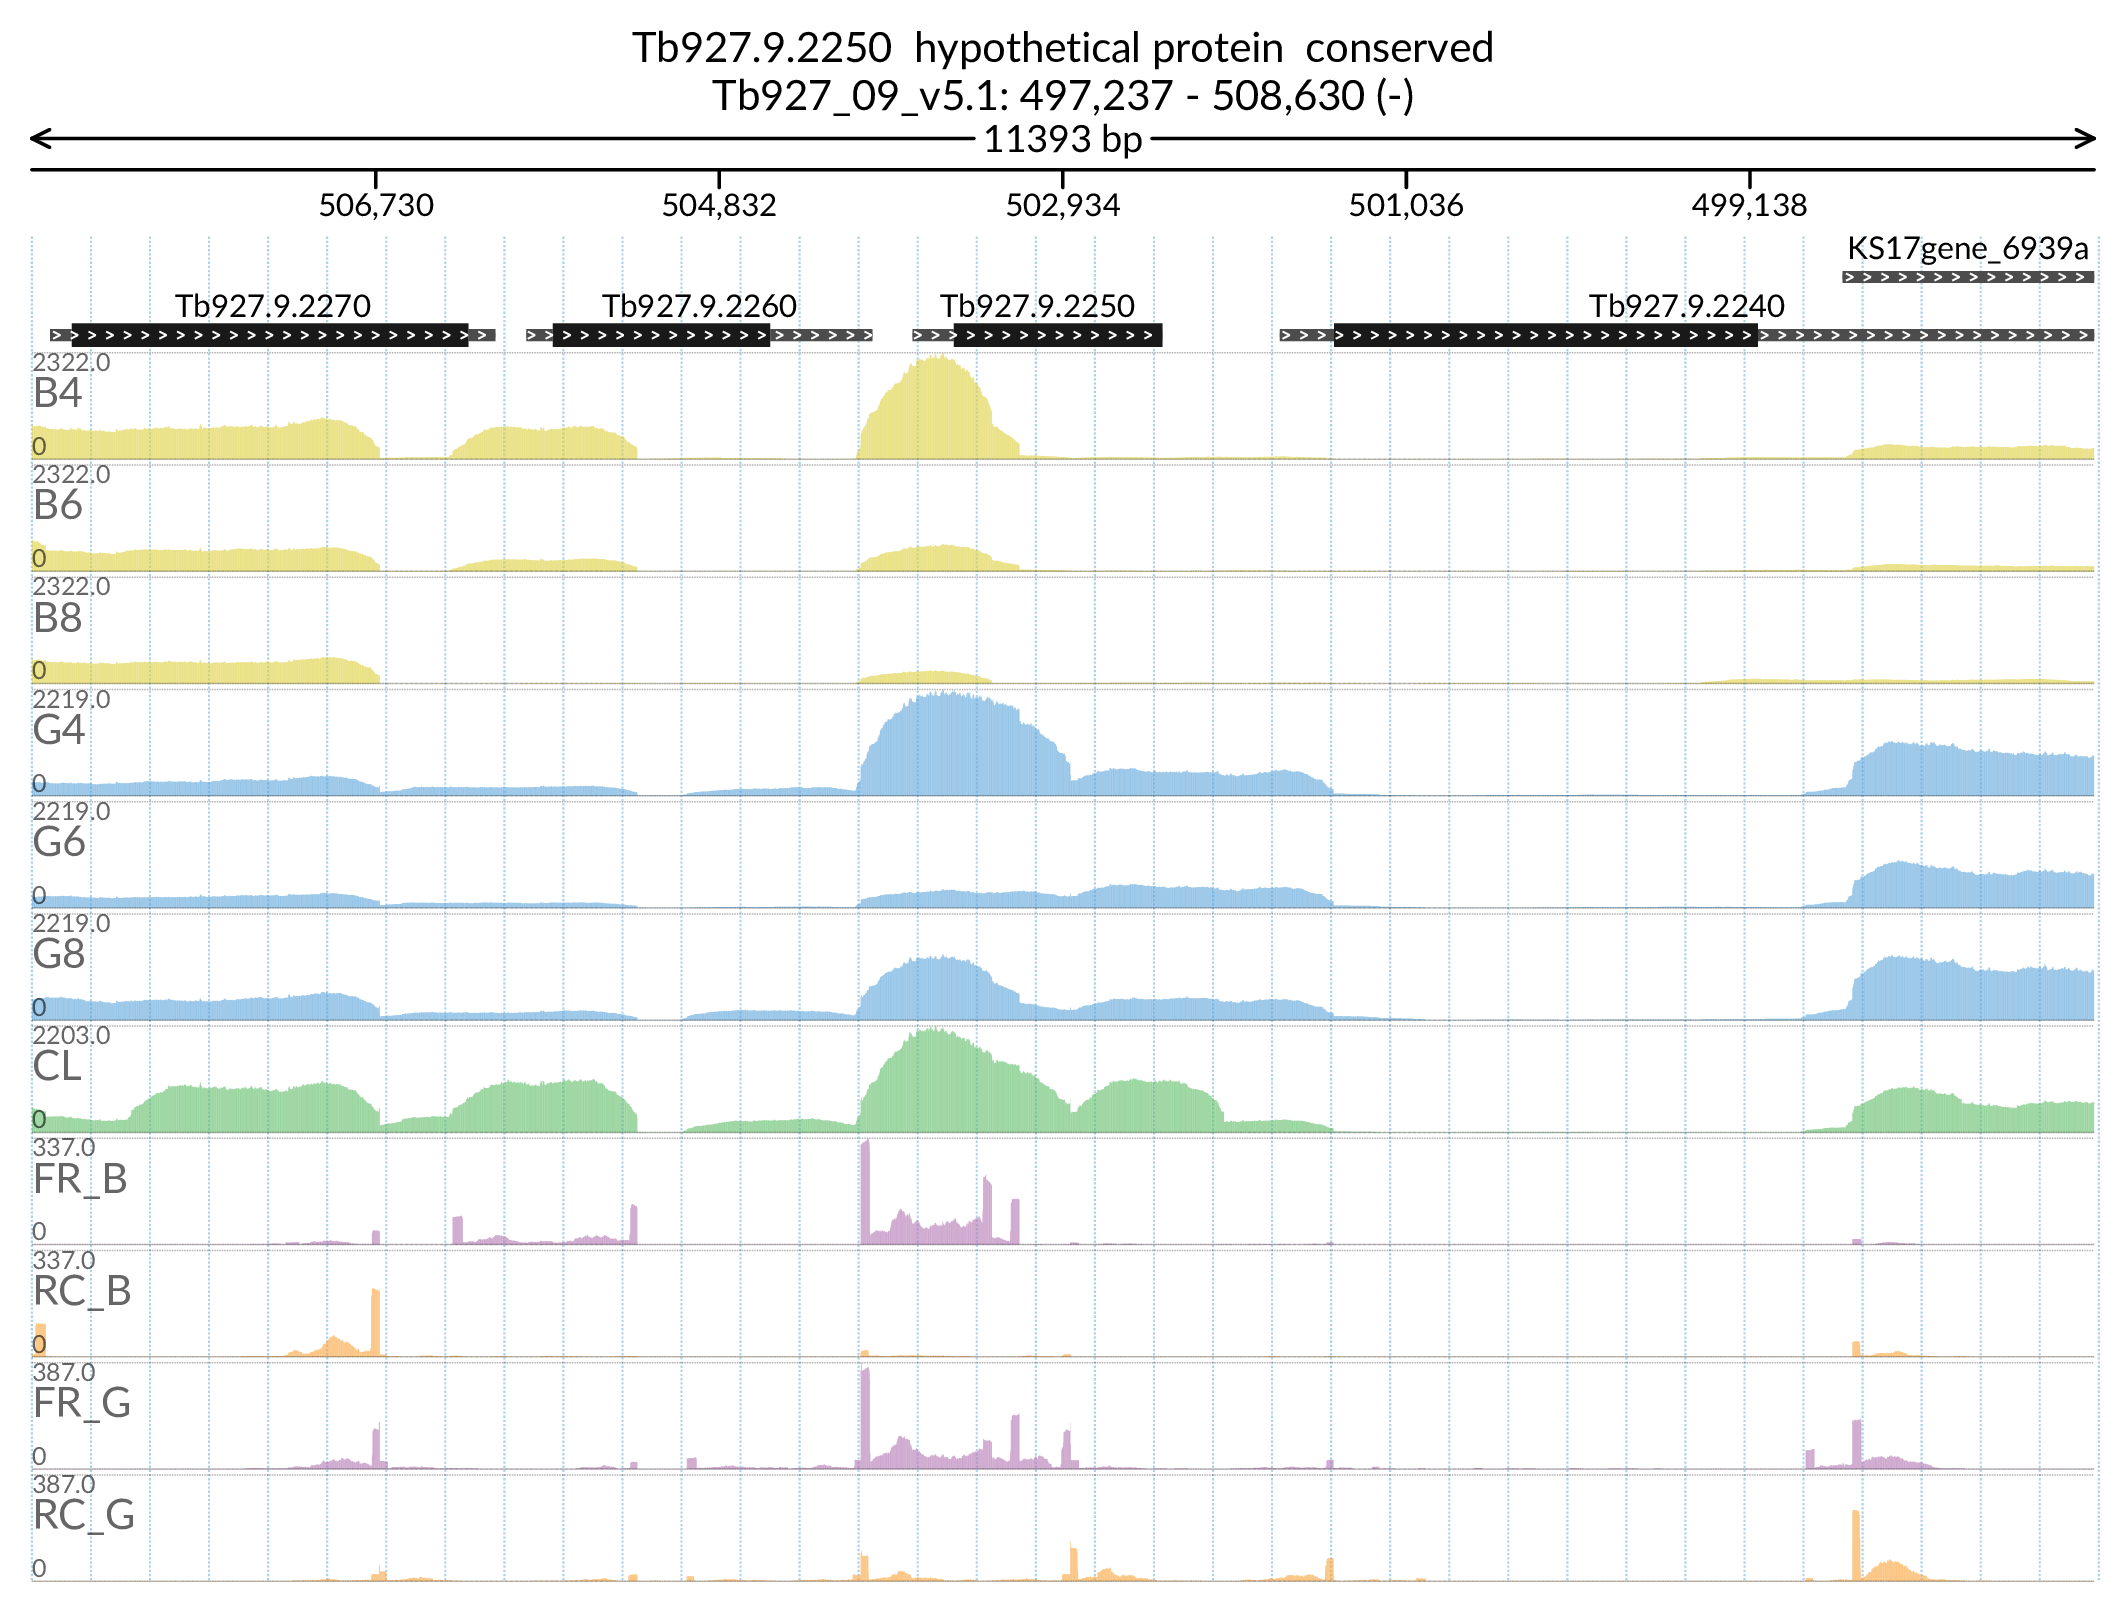 Tb927.9.2250 hypothetical protein conserved
Tb927_09_v5.1: 497,237 - 508,630 (-)
11393 bp
506,730 504,832 502,934 501,036 499,138
KS17gene_6939a
Tb927.9.2270 Tb927.9.2260 Tb927.9.2250 Tb927.9.2240
2322.0
B4
0
2322.0
B6
0
2322.0
B8
0
2219.0
G4
0
2219.0
G6
0
2219.0
G8
0
2203.0
CL
0
337.0
FR_B
0
337.0
RC_B
0
387.0
FR_G
0
387.0
RC_G
0